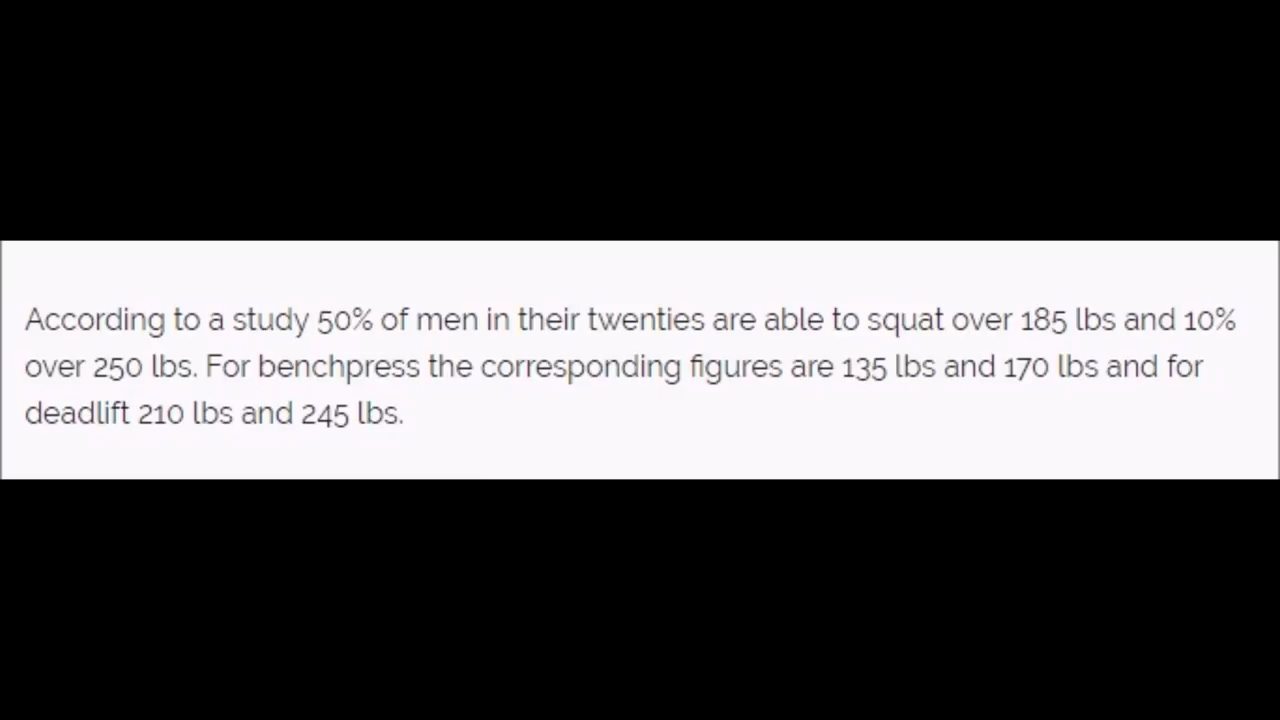 According to a study 50% of men in their twenties are able to squat over 185 lbs and 10%
over 250 lbs. For benchpress the corresponding figures are 135 lbs and 170 lbs and for
deadlift 210 lbs and 245 lbs.